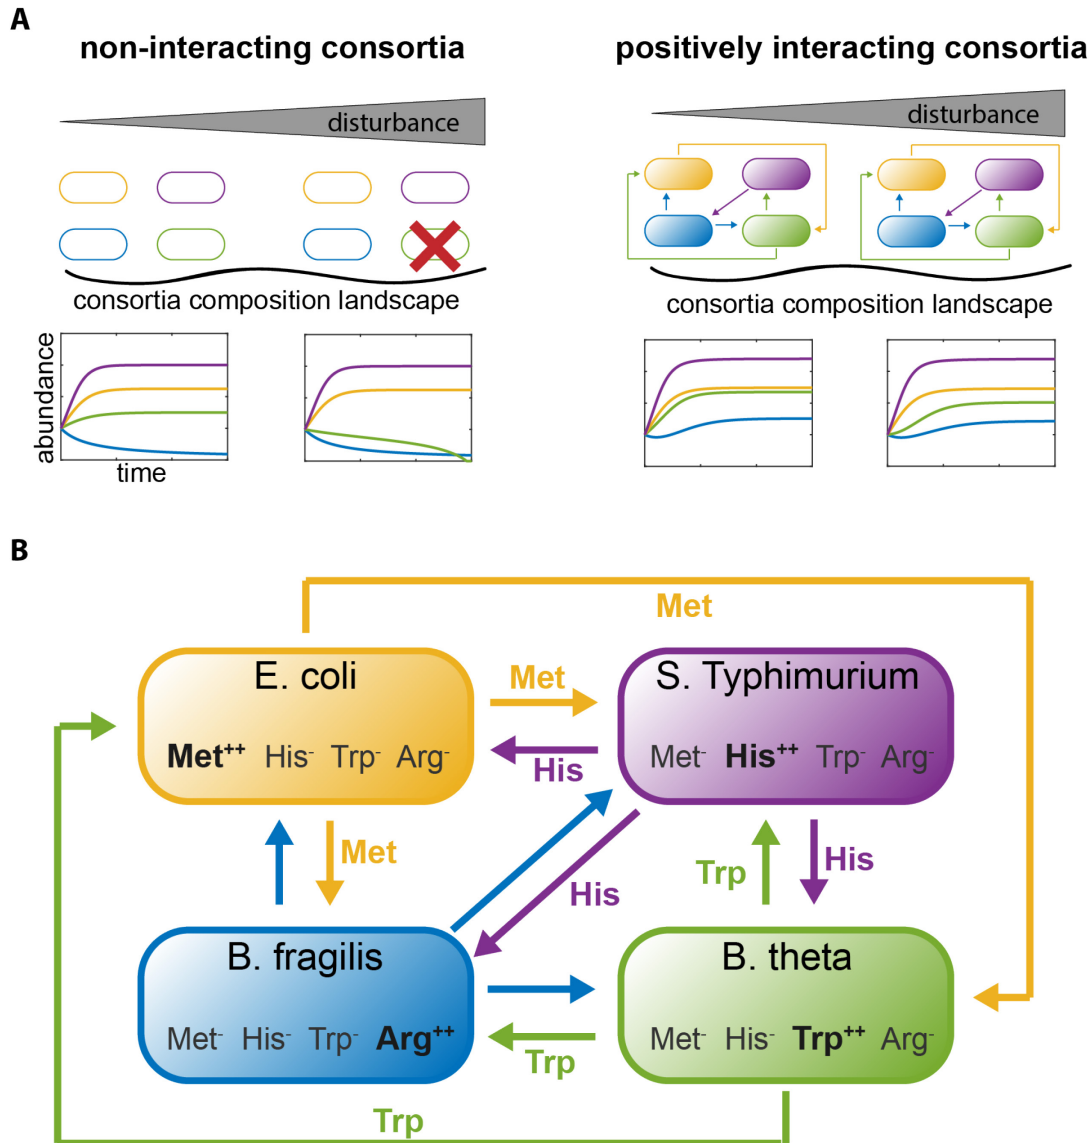 A
non-interacting consortia
positively interacting consortia
disturbance
disturbance
consortia composition landscape
consortia composition landscape
abundance
time
B
Met
E. coli
Met
S. Typhimurium
Met⁺⁺ His⁻ Trp⁻ Arg⁻
His
Met⁻ His⁺⁺ Trp⁻ Arg⁻
Met
His
Trp
His
B. fragilis
B. theta
Met⁻ His⁻ Trp⁻ Arg⁺⁺
Trp
Met⁻ His⁻ Trp⁺⁺ Arg⁻
Trp